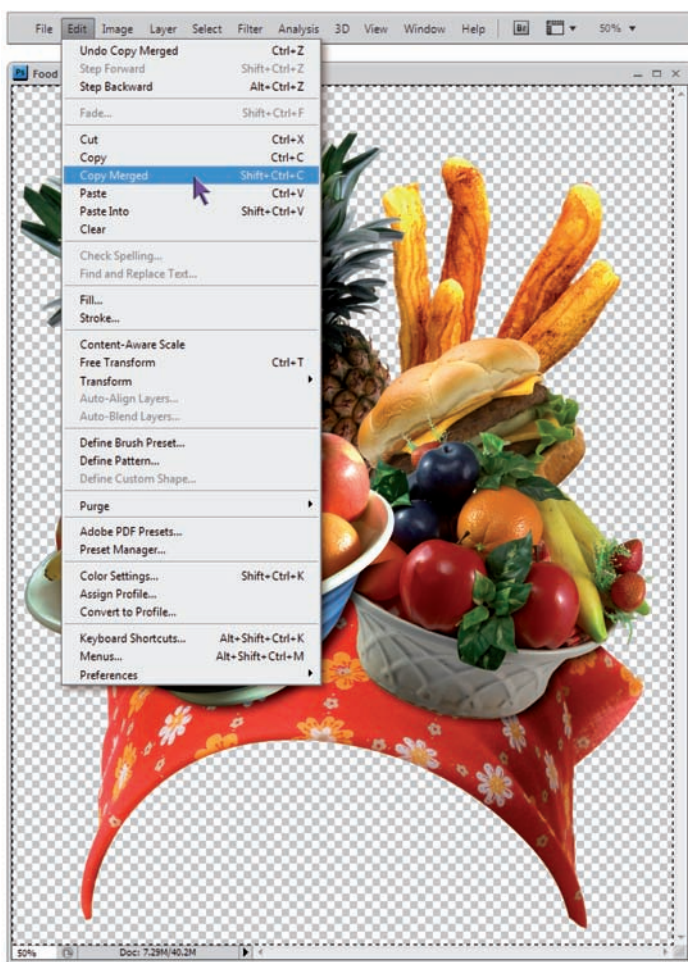 File Edit Image Layer Select Filter Analysis 3D View Window Help Br 50%
Undo Copy Merged Ctrl+Z
Step Forward Shift+Ctrl+Z
Ps Food
Step Backward Alt+Ctrl+Z
Fade... Shift+Ctrl+F
Cut Ctrl+X
Copy Ctrl+C
Copy Merged Shift+Ctrl+C
Paste Ctrl+V
Paste Into Shift+Ctrl+V
Clear
Check Spelling...
Find and Replace Text...
Fill...
Stroke...
Content-Aware Scale
Free Transform Ctrl+T
Transform
Auto-Align Layers...
Auto-Blend Layers...
Define Brush Preset...
Define Pattern...
Define Custom Shape...
Purge
Adobe PDF Presets...
Preset Manager...
Color Settings... Shift+Ctrl+K
Assign Profile...
Convert to Profile...
Keyboard Shortcuts... Alt+Shift+Ctrl+K
Menus... Alt+Shift+Ctrl+M
Preferences
50% Doc: 7.29M/40.2M